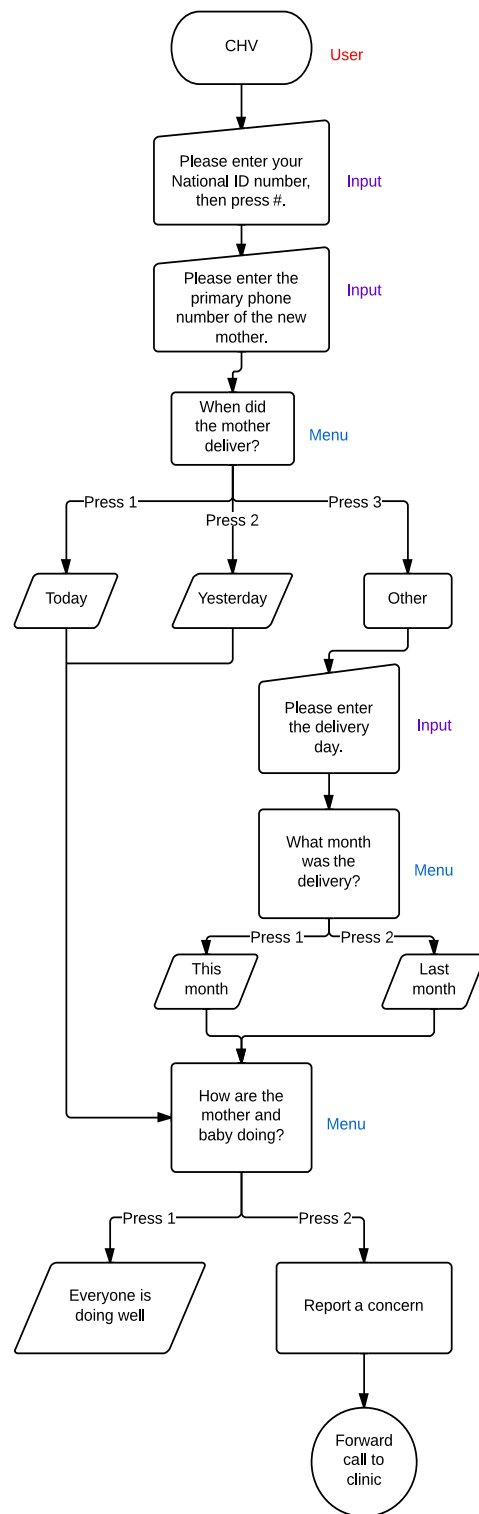 CHV
User
Please enter your
National ID number,
then press #.
Input
Please enter the
primary phone
number of the new
mother.
Input
When did
the mother
deliver?
Menu
Press 1
Press 2
Press 3
Today
Yesterday
Other
Please enter
the delivery
day.
Input
What month
was the
delivery?
Menu
Press 1
Press 2
This
month
Last
month
How are the
mother and
baby doing?
Menu
Press 1
Press 2
Everyone is
doing well
Report a concern
Forward
call to
clinic